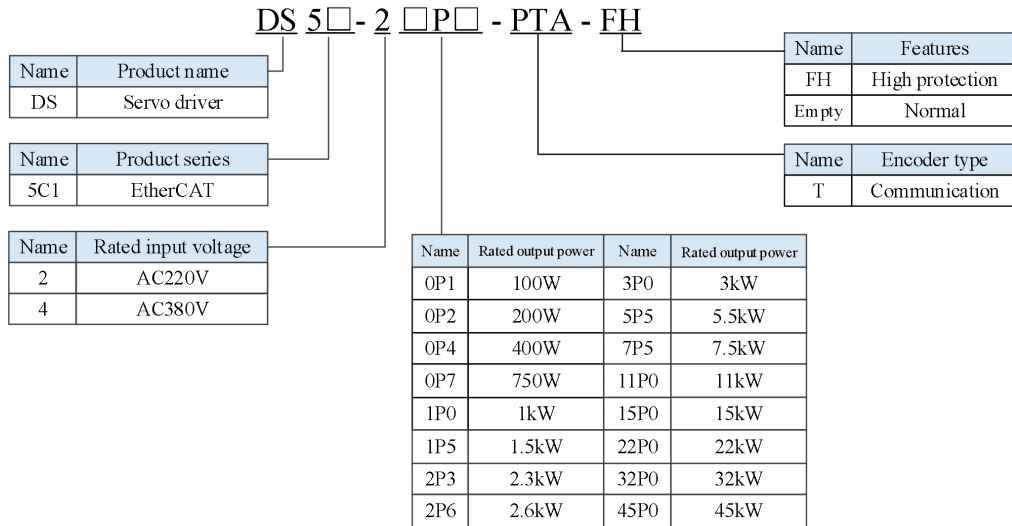 DS 5□ - 2 □P□ - PTA - FH
Name Product name
DS Servo driver
Name Product series
5C1 EtherCAT
Name Rated input voltage
2 AC220V
4 AC380V
Name Features
FH High protection
Empty Normal
Name Encoder type
T Communication
Name Rated output power Name Rated output power
0P1 100W 3P0 3kW
0P2 200W 5P5 5.5kW
0P4 400W 7P5 7.5kW
0P7 750W 11P0 11kW
1P0 1kW 15P0 15kW
1P5 1.5kW 22P0 22kW
2P3 2.3kW 32P0 32kW
2P6 2.6kW 45P0 45kW